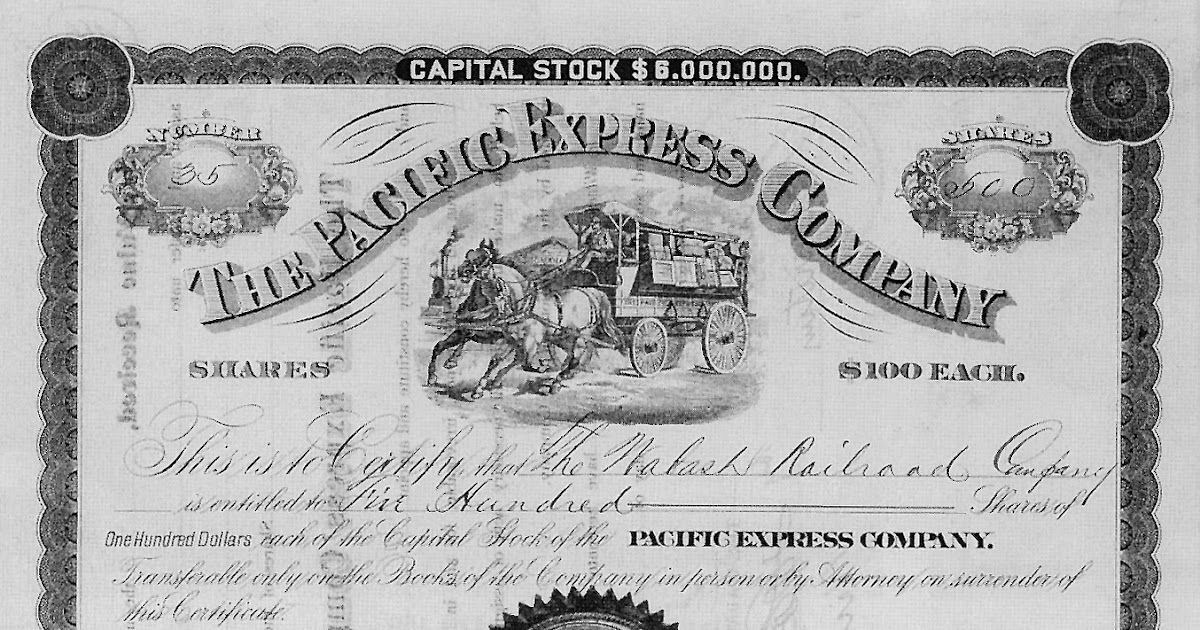 CAPITAL STOCK $6.000.000.
NUMBER
35
SHARES
500
THE PACIFIC EXPRESS COMPANY
SHARES
$100 EACH.
This is to Certify, that The Wabash Railroad Company
is entitled to Five Hundred Shares of
One Hundred Dollars each of the Capital Stock of the PACIFIC EXPRESS COMPANY.
Transferable only on the Books of the Company in person or by Attorney on surrender of
this Certificate.